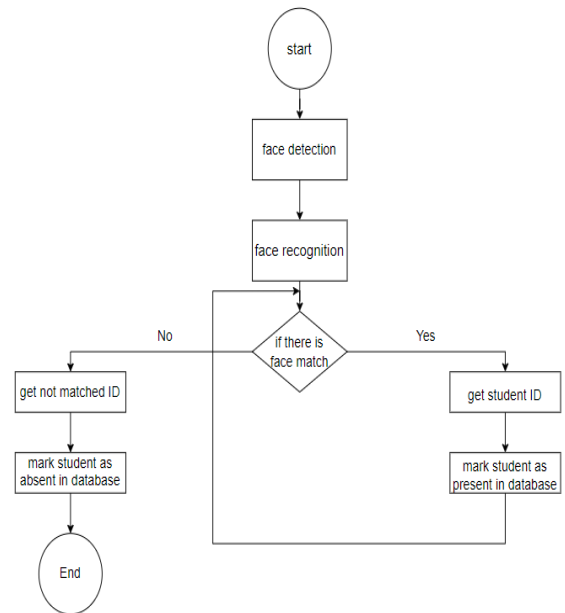 start
face detection
face recognition
if there is
face match
No
Yes
get not matched ID
get student ID
mark student as
absent in database
mark student as
present in database
End